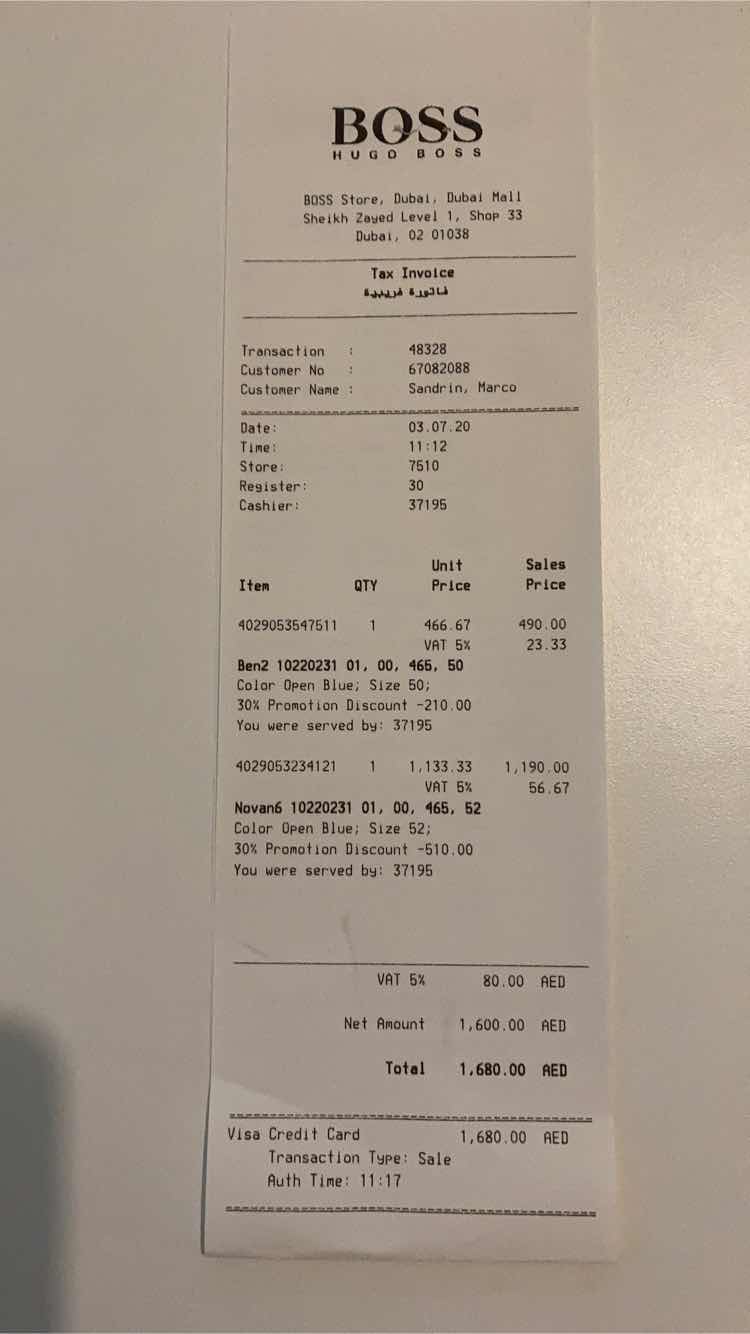 BOSS
HUGO BOSS
BOSS Store, Dubai, Dubai Mall
Sheikh Zayed Level 1, Shop 33
Dubai, 02 01038
Tax Invoice
Transaction : 48328
Customer No : 67082088
Customer Name : Sandrin, Marco
Date: 03.07.20
Time: 11:12
Store: 7510
Register: 30
Cashier: 37195
Unit Sales
Item QTY Price Price
4029053547511 1 466.67 490.00
VAT 5% 23.33
Ben2 10220231 01, 00, 465, 50
Color Open Blue; Size 50;
30% Promotion Discount -210.00
You were served by: 37195
4029053234121 1 1,133.33 1,190.00
VAT 5% 56.67
Novan6 10220231 01, 00, 465, 52
Color Open Blue; Size 52;
30% Promotion Discount -510.00
You were served by: 37195
VAT 5% 80.00 AED
Net Amount 1,600.00 AED
Total 1,680.00 AED
Visa Credit Card 1,680.00 AED
Transaction Type: Sale
Auth Time: 11:17